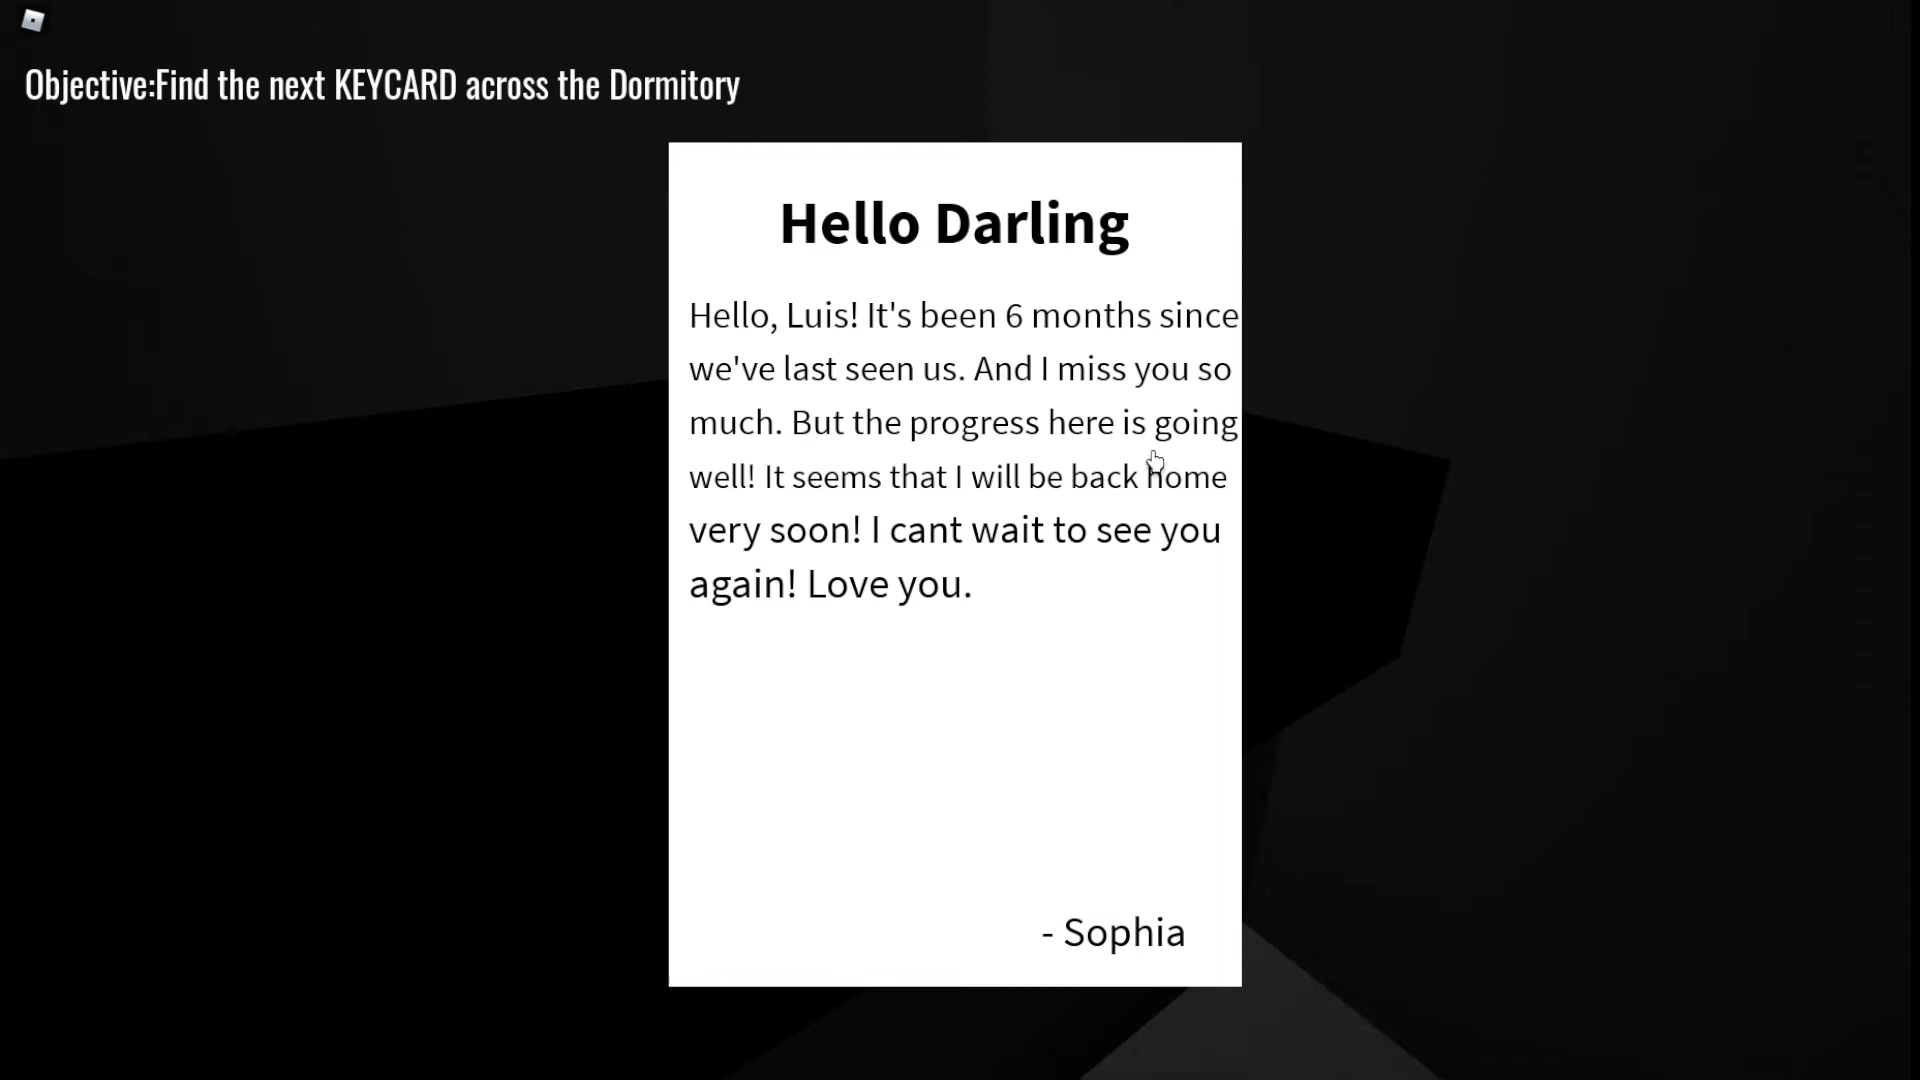 Objective:Find the next KEYCARD across the Dormitory
Hello Darling
Hello, Luis! It's been 6 months since
we've last seen us. And I miss you so
much. But the progress here is going
well! It seems that I will be back home
very soon! I cant wait to see you
again! Love you.
- Sophia